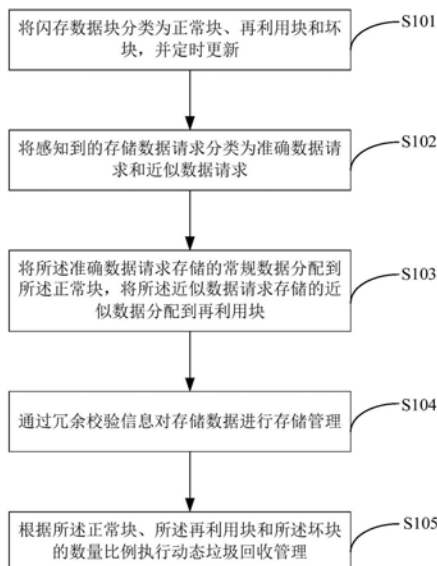 将闪存数据块分类为正常块、再利用块和坏
块，并定时更新
S101
将感知到的存储数据请求分类为准确数据请
求和近似数据请求
S102
将所述准确数据请求存储的常规数据分配到
所述正常块，将所述近似数据请求存储的近
似数据分配到再利用块
S103
通过冗余校验信息对存储数据进行存储管理
S104
根据所述正常块、所述再利用块和所述坏块
的数量比例执行动态垃圾回收管理
S105